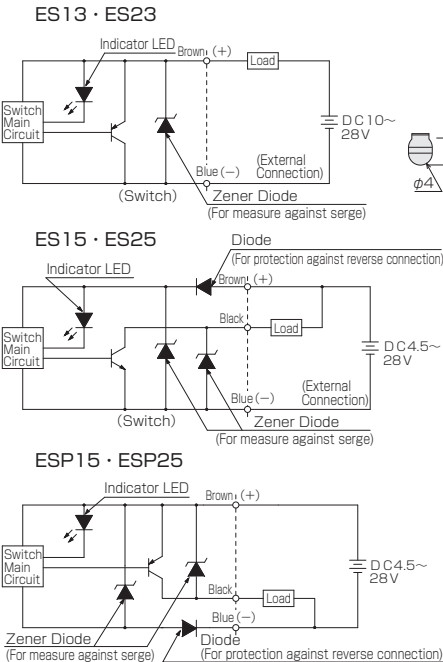 ES13・ES23
Indicator LED
Brown (+)
Load
Switch
Main
Circuit
DC10~
28V
(External
Connection)
Blue (−)
(Switch)
Zener Diode
(For measure against serge)
φ4
ES15・ES25
Diode
(For protection against reverse connection)
Indicator LED
Brown (+)
Black
Load
Switch
Main
Circuit
DC4.5~
28V
(External
Connection)
Blue (−)
(Switch)
Zener Diode
(For measure against serge)
ESP15・ESP25
Indicator LED
Brown (+)
Switch
Main
Circuit
DC4.5~
28V
Black
Load
Blue (−)
Zener Diode
(For measure against serge)
Diode
(For protection against reverse connection)